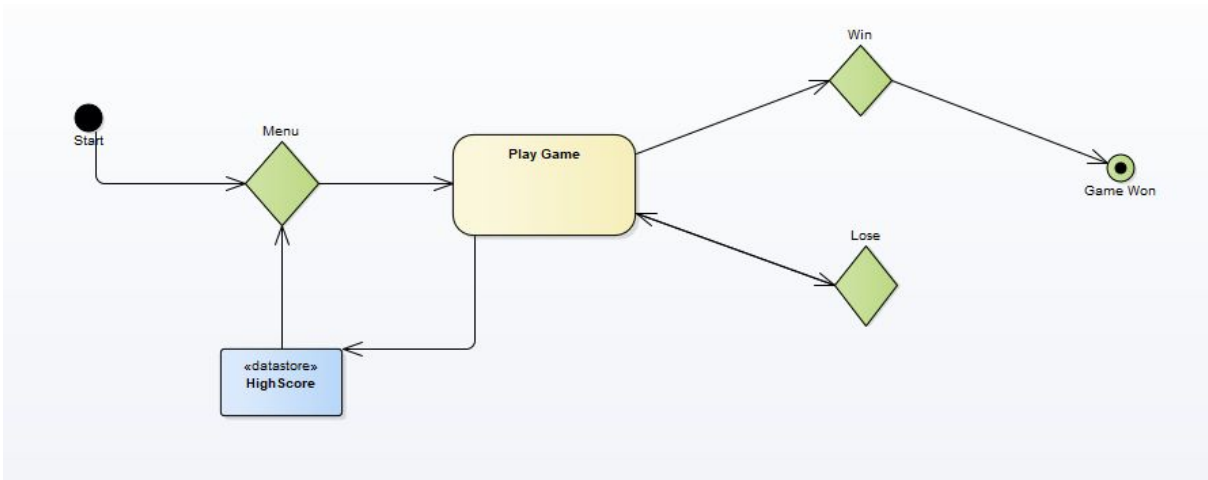 Win
Start
Menu
Play Game
Game Won
Lose
«datastore»
HighScore